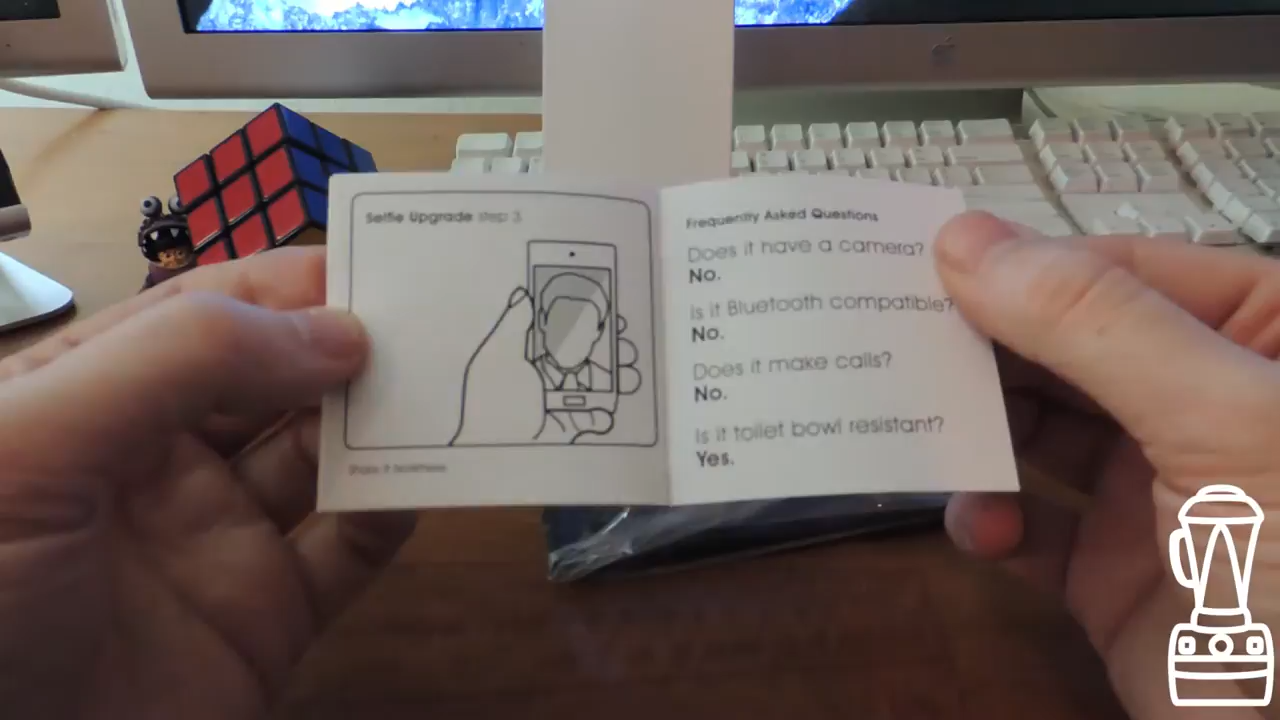 Selfie Upgrade step 3
Frequently Asked Questions
Does it have a camera?
No.
Is it Bluetooth compatible?
No.
Does it make calls?
No.
Is it toilet bowl resistant?
Yes.